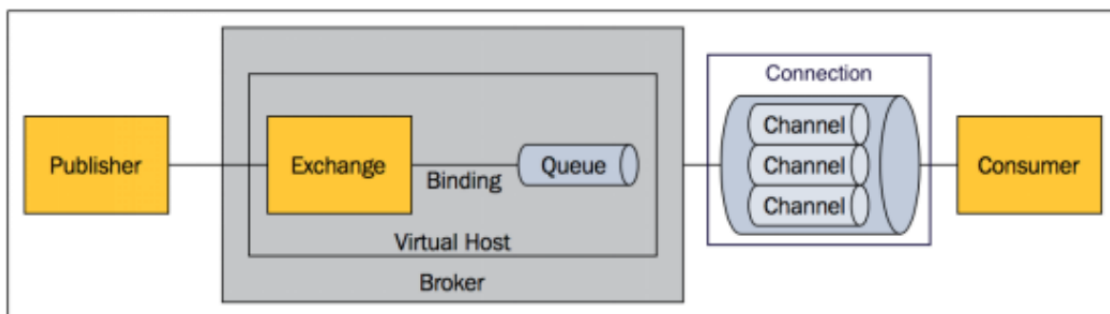 Publisher
Exchange
Binding
Queue
Virtual Host
Broker
Connection
Channel
Channel
Channel
Consumer